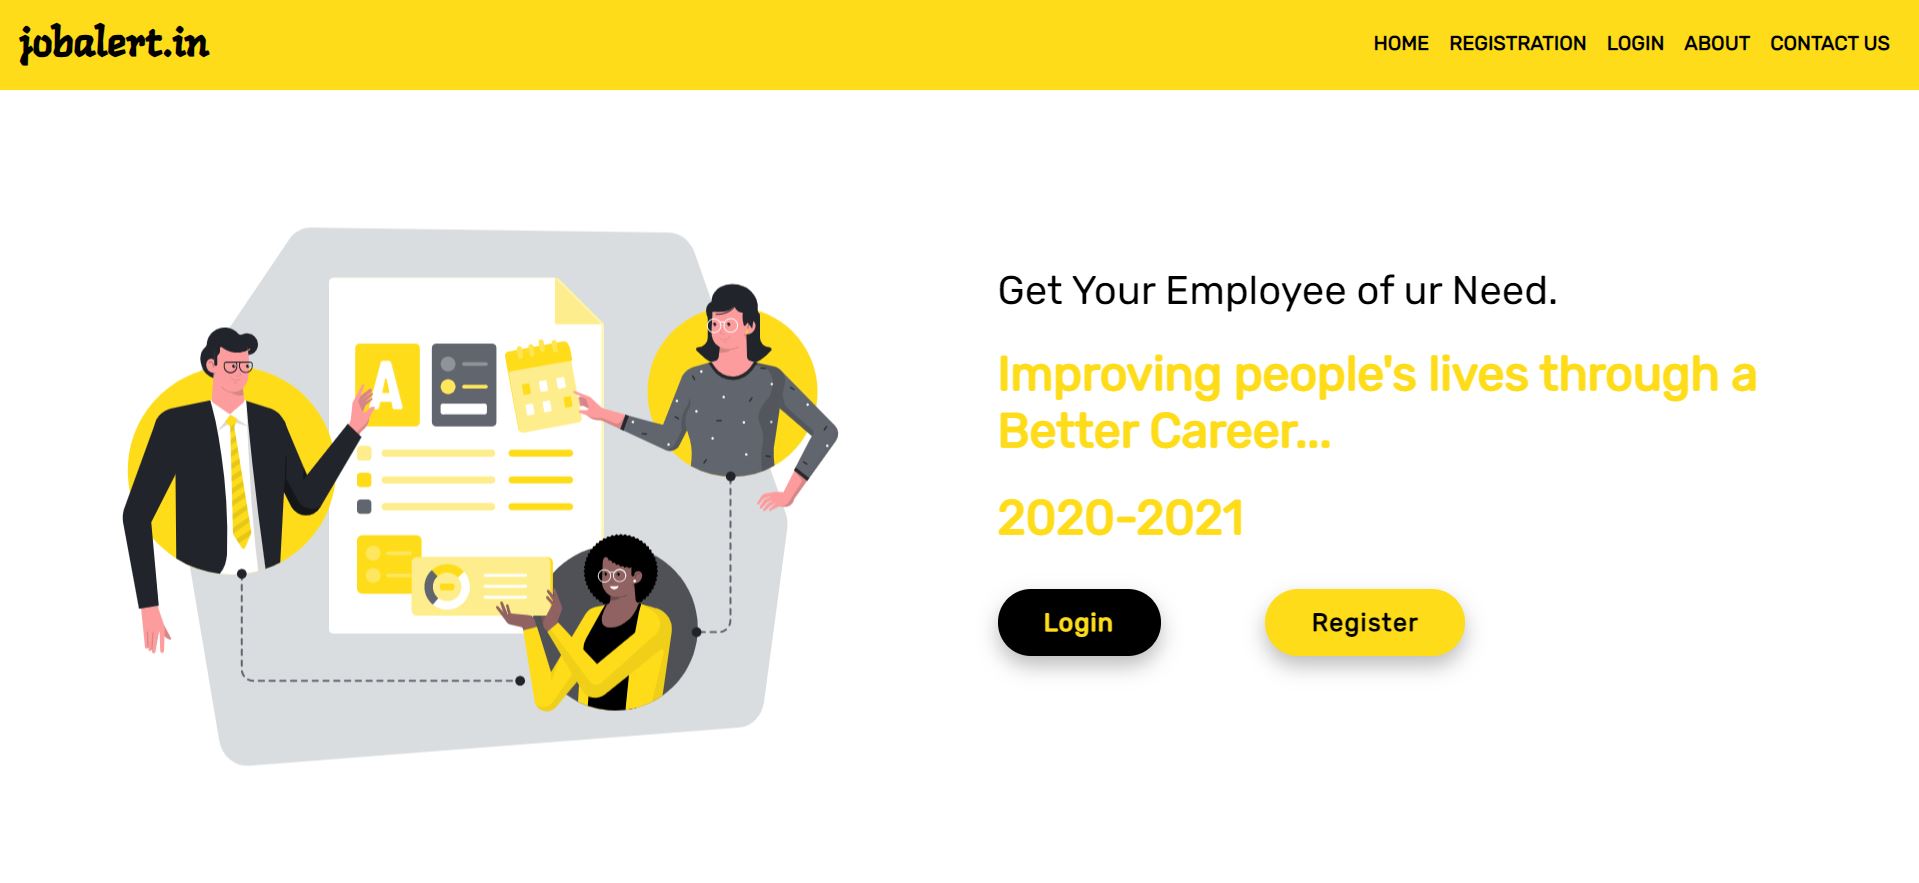 jobalert.in
HOME REGISTRATION LOGIN ABOUT CONTACT US
A
Get Your Employee of ur Need.
Improving people's lives through a
Better Career...
2020-2021
Login
Register